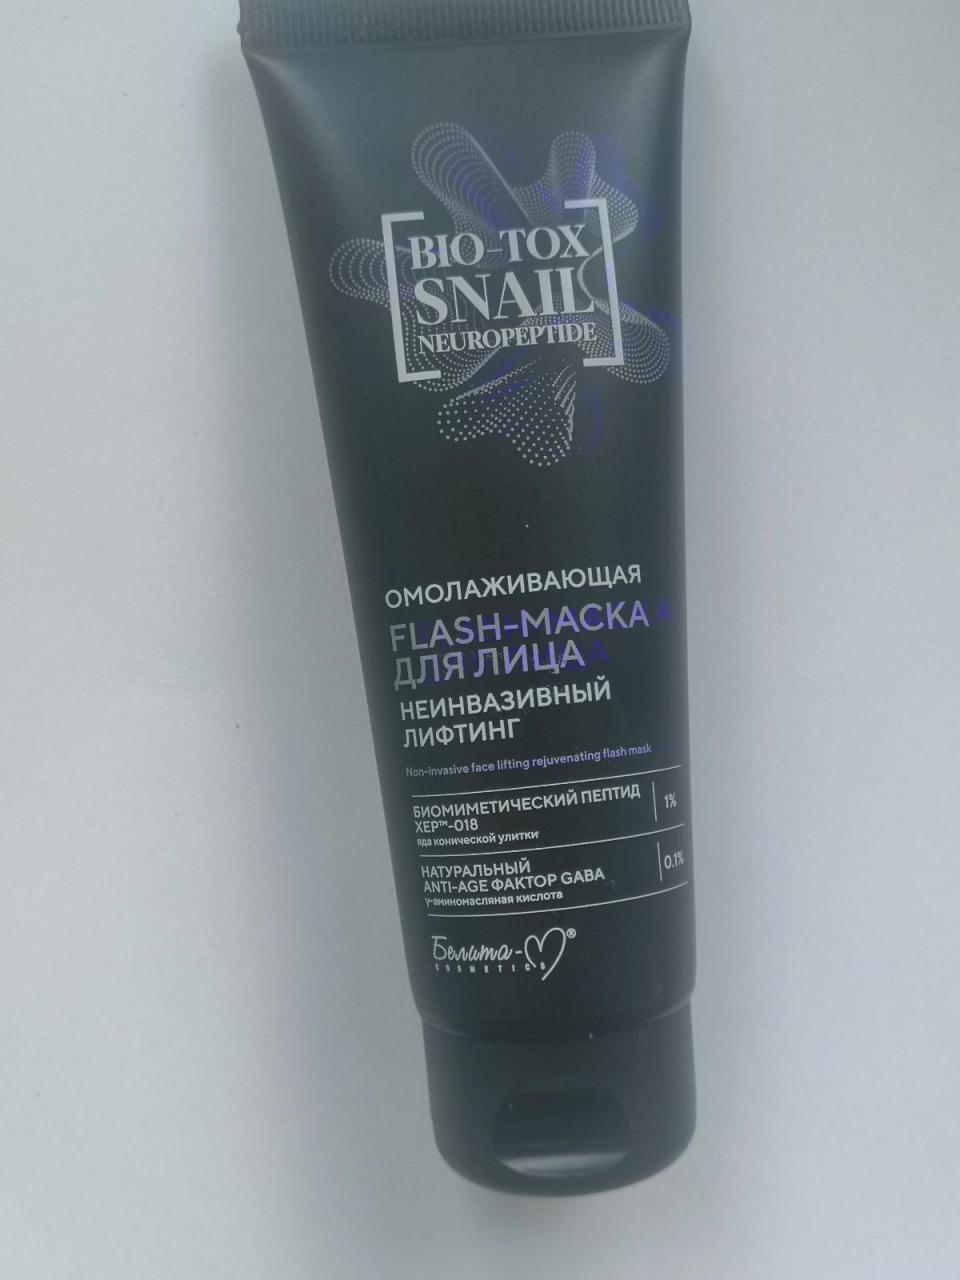 BIO-TOX
SNAIL
NEUROPEPTIDE
ОМОЛАЖИВАЮЩАЯ
FLASH-МАСКА
ДЛЯ ЛИЦА
НЕИНВАЗИВНЫЙ
ЛИФТИНГ
Non-invasive face lifting rejuvenating flash mask
БИОМИМЕТИЧЕСКИЙ ПЕПТИД 1%
XEP™-018
яда конической улитки
НАТУРАЛЬНЫЙ
ANTI-AGE ФАКТОР GABA 0.1%
γ-аминомасляная кислота
Белита-М®
COSMETICS